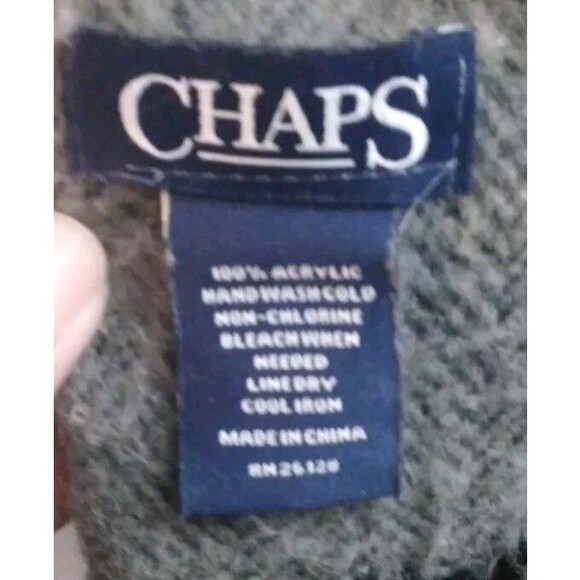 CHAPS
100% ACRYLIC
HAND WASH COLD
NON-CHLORINE
BLEACH WHEN
NEEDED
LINE DRY
COOL IRON
MADE IN CHINA
RN 26128